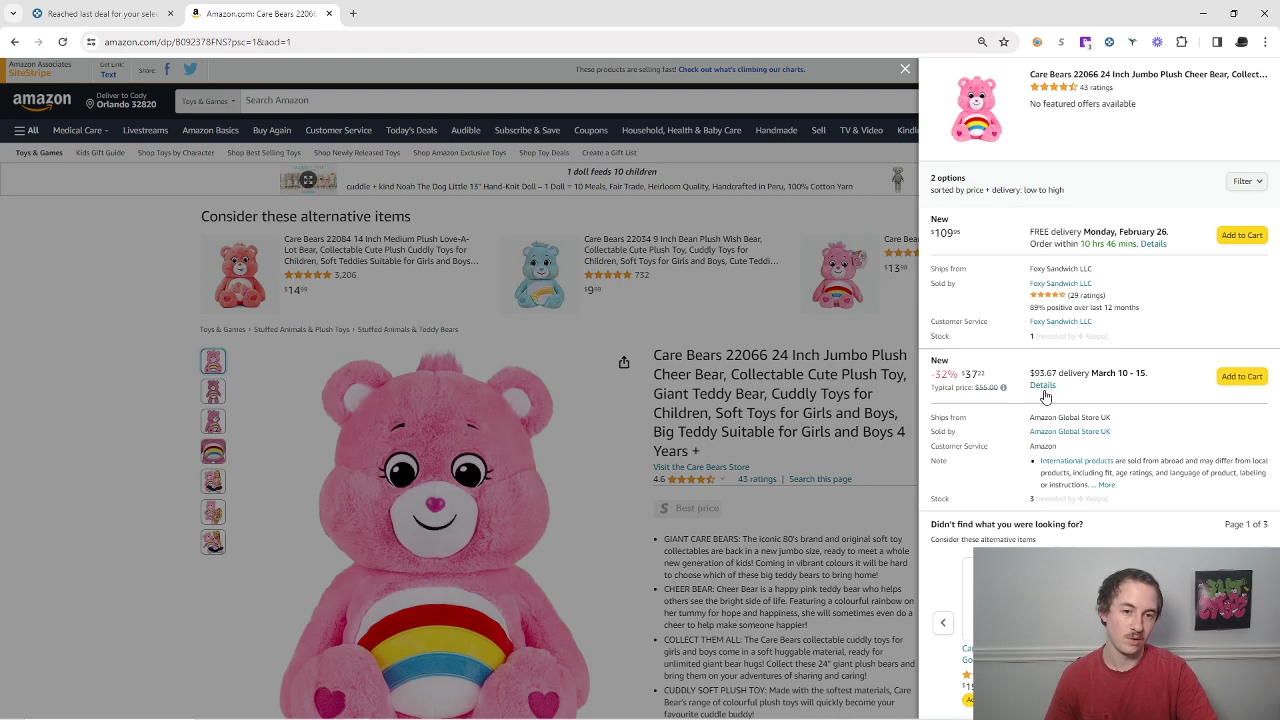 Reached last deal for your selec
Amazon.com: Care Bears 22066
amazon.com/dp/B092378FNS?psc=1&aod=1
Amazon Associates
SiteStripe
Get Link:
Text
Share:
These products are selling fast! Check out what's climbing our charts.
amazon
Deliver to Cody
Orlando 32820
Toys & Games
Search Amazon
All
Medical Care
Livestreams
Amazon Basics
Buy Again
Customer Service
Today's Deals
Audible
Subscribe & Save
Coupons
Household, Health & Baby Care
Handmade
Sell
TV & Video
Kindl
Toys & Games
Kids Gift Guide
Shop Toys by Character
Shop Best Selling Toys
Shop Newly Released Toys
Shop Amazon Exclusive Toys
Shop Toy Deals
Create a Gift List
1 doll feeds 10 children
cuddle + kind Noah The Dog Little 13" Hand-Knit Doll – 1 Doll = 10 Meals, Fair Trade, Heirloom Quality, Handcrafted in Peru, 100% Cotton Yarn
Consider these alternative items
Care Bears 22084 14 Inch Medium Plush Love-A-
Lot Bear, Collectable Cute Plush Cuddly Toys for
Children, Soft Teddies Suitable for Girls and Boys...
3,206
$1499
Care Bears 22034 9 Inch Bean Plush Wish Bear,
Collectable Cute Plush Toy, Cuddly Toys for
Children, Soft Toys for Girls and Boys, Cute Teddi...
732
$999
Care Bea
$1398
Toys & Games › Stuffed Animals & Plush Toys › Stuffed Animals & Teddy Bears
Care Bears 22066 24 Inch Jumbo Plush
Cheer Bear, Collectable Cute Plush Toy,
Giant Teddy Bear, Cuddly Toys for
Children, Soft Toys for Girls and Boys,
Big Teddy Suitable for Girls and Boys 4
Years +
Visit the Care Bears Store
4.6
43 ratings | Search this page
S Best price
• GIANT CARE BEARS: The iconic 80's brand and original soft toy
collectables are back in a new jumbo size, ready to meet a whole
new generation of kids! Coming in vibrant colours it will be hard
to choose which of these big teddy bears to bring home!
• CHEER BEAR: Cheer Bear is a happy pink teddy bear who helps
others see the bright side of life. Featuring a colourful rainbow on
her tummy for hope and happiness, she will sometimes even do a
cheer to help make someone happier!
• COLLECT THEM ALL: The Care Bears collectable cuddly toys for
girls and boys come in a soft huggable material, ready for
unlimited giant bear hugs! Collect these 24" giant plush bears and
bring them on your adventures of sharing and caring!
• CUDDLY SOFT PLUSH TOY: Made with the softest materials, Care
Bear's range of colourful plush toys will quickly become your
favourite cuddle buddy!
Care Bears 22066 24 Inch Jumbo Plush Cheer Bear, Collect...
43 ratings
No featured offers available
2 options
sorted by price + delivery: low to high
Filter
New
$10995
FREE delivery Monday, February 26.
Order within 10 hrs 46 mins. Details
Add to Cart
Ships from
Foxy Sandwich LLC
Sold by
Foxy Sandwich LLC
(29 ratings)
89% positive over last 12 months
Customer Service
Foxy Sandwich LLC
Stock
1 (revealed by Keepa)
New
-32% $3722
Typical price: $55.00
$93.67 delivery March 10 - 15.
Details
Add to Cart
Ships from
Amazon Global Store UK
Sold by
Amazon Global Store UK
Customer Service
Amazon
Note
• International products are sold from abroad and may differ from local
products, including fit, age ratings, and language of product, labeling
or instructions. ... More
Stock
3 (revealed by Keepa)
Didn't find what you were looking for?
Page 1 of 3
Consider these alternative items
Ca
Go